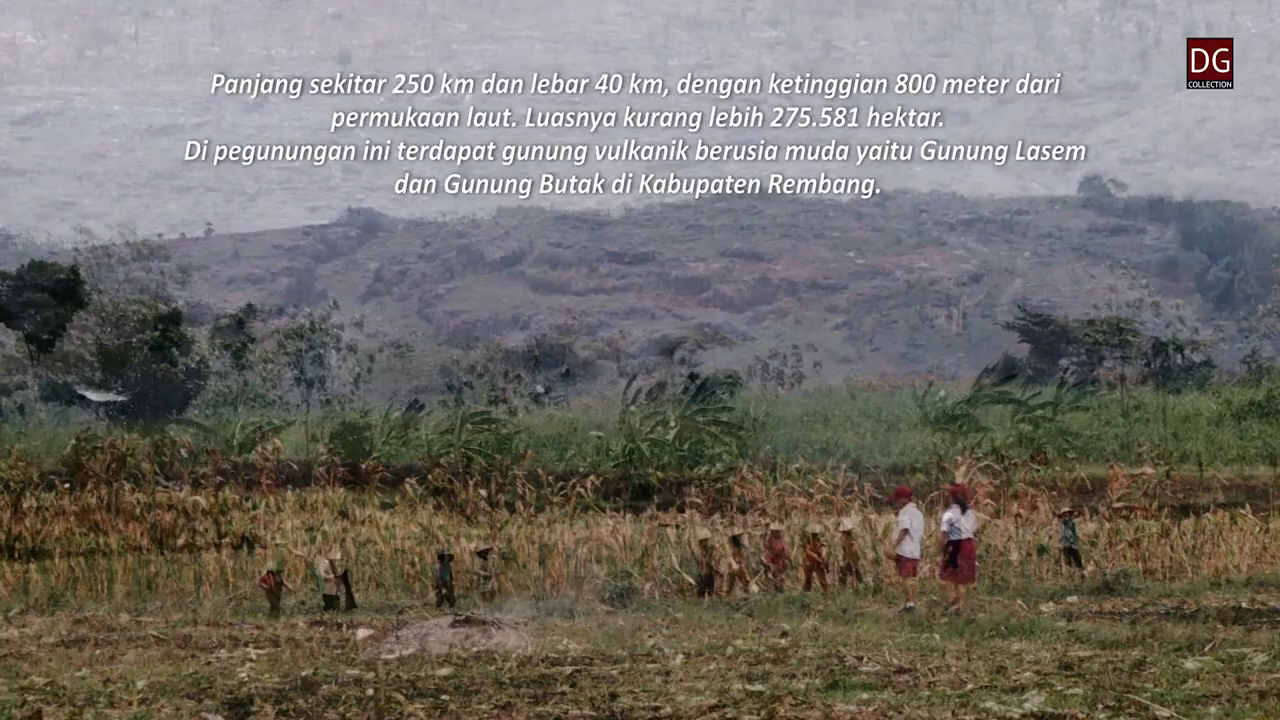 DG
COLLECTION
Panjang sekitar 250 km dan lebar 40 km, dengan ketinggian 800 meter dari
permukaan laut. Luasnya kurang lebih 275.581 hektar.
Di pegunungan ini terdapat gunung vulkanik berusia muda yaitu Gunung Lasem
dan Gunung Butak di Kabupaten Rembang.